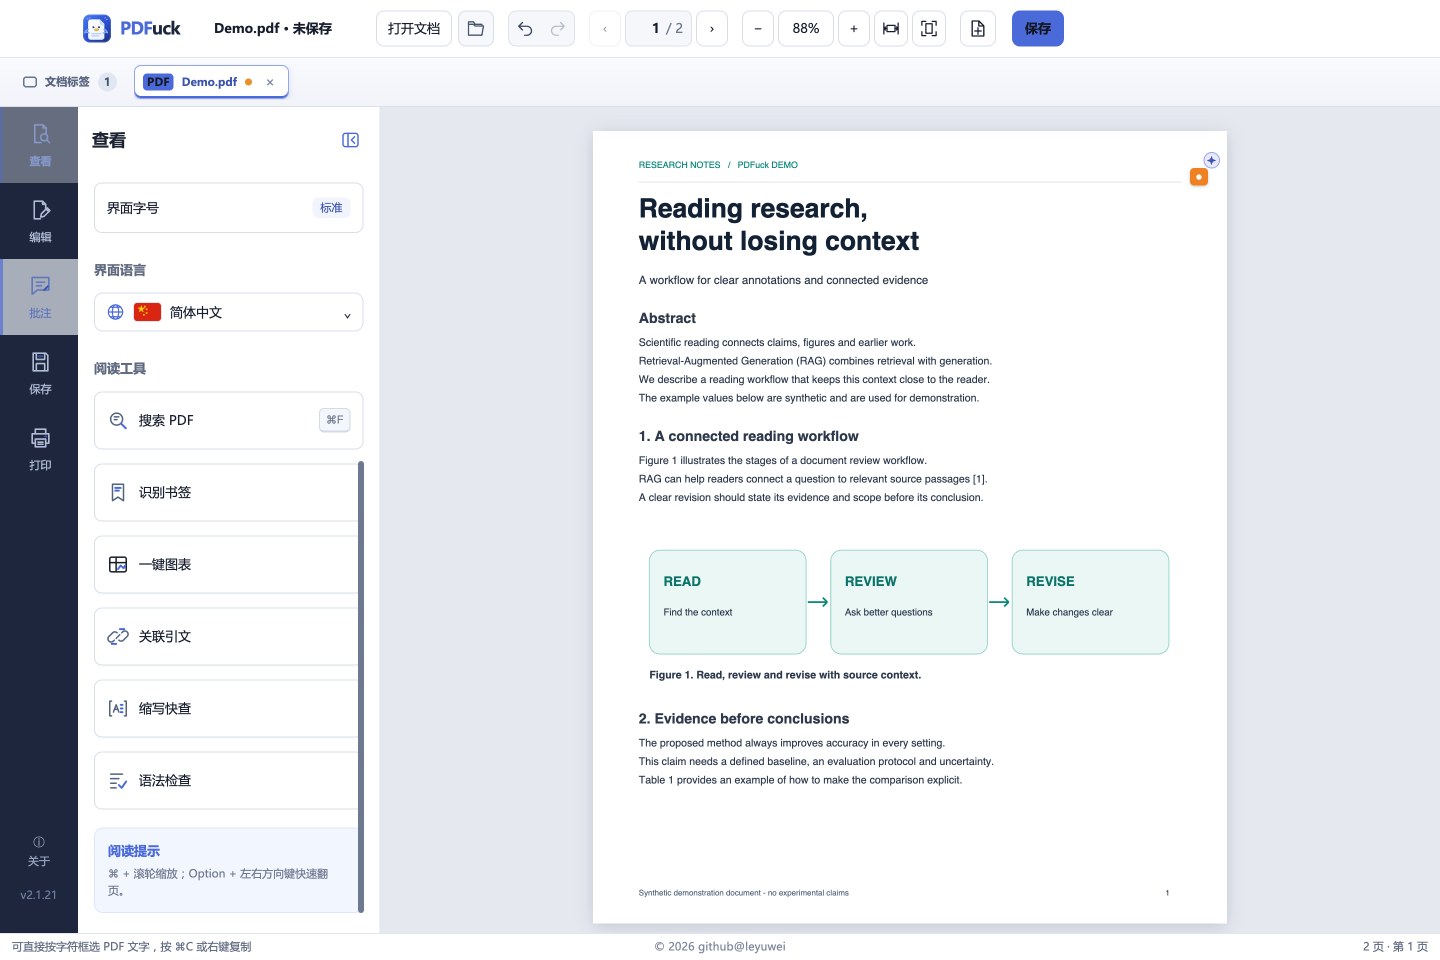 PDFuck
Demo.pdf • 未保存
打开文档
1 / 2
88%
保存
文档标签 1
PDF Demo.pdf
查看
编辑
批注
保存
打印
关于
v2.1.21
查看
界面字号 标准
界面语言
简体中文
阅读工具
搜索 PDF ⌘F
识别书签
一键图表
关联引文
缩写快查
语法检查
阅读提示
⌘ + 滚轮缩放；Option + 左右方向键快速翻
页。
RESEARCH NOTES / PDFuck DEMO
Reading research,
without losing context
A workflow for clear annotations and connected evidence
Abstract
Scientific reading connects claims, figures and earlier work.
Retrieval-Augmented Generation (RAG) combines retrieval with generation.
We describe a reading workflow that keeps this context close to the reader.
The example values below are synthetic and are used for demonstration.
1. A connected reading workflow
Figure 1 illustrates the stages of a document review workflow.
RAG can help readers connect a question to relevant source passages [1].
A clear revision should state its evidence and scope before its conclusion.
READ
Find the context
REVIEW
Ask better questions
REVISE
Make changes clear
Figure 1. Read, review and revise with source context.
2. Evidence before conclusions
The proposed method always improves accuracy in every setting.
This claim needs a defined baseline, an evaluation protocol and uncertainty.
Table 1 provides an example of how to make the comparison explicit.
Synthetic demonstration document - no experimental claims 1
可直接按字符框选 PDF 文字，按 ⌘C 或右键复制
© 2026 github@leyuwei
2 页 · 第 1 页